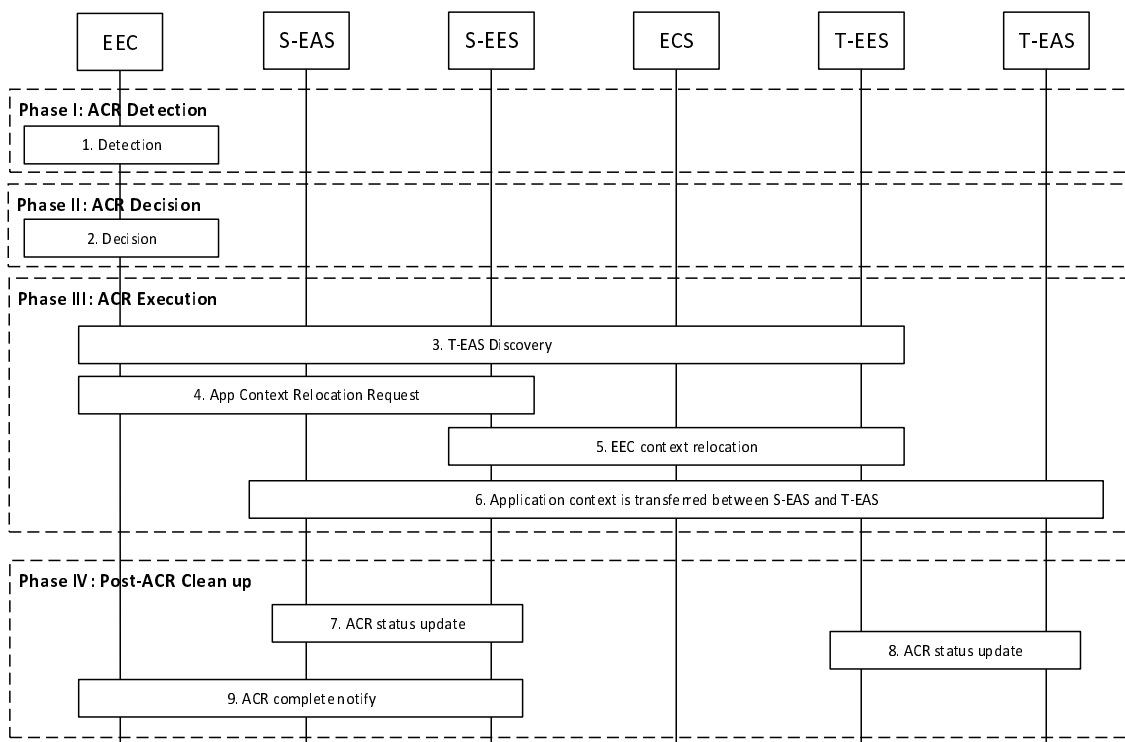 EEC
S-EAS
S-EES
ECS
T-EES
T-EAS
Phase I: ACR Detection
1. Detection
Phase II: ACR Decision
2. Decision
Phase III: ACR Execution
3. T-EAS Discovery
4. App Context Relocation Request
5. EEC context relocation
6. Application context is transferred between S-EAS and T-EAS
Phase IV: Post-ACR Clean up
7. ACR status update
8. ACR status update
9. ACR complete notify